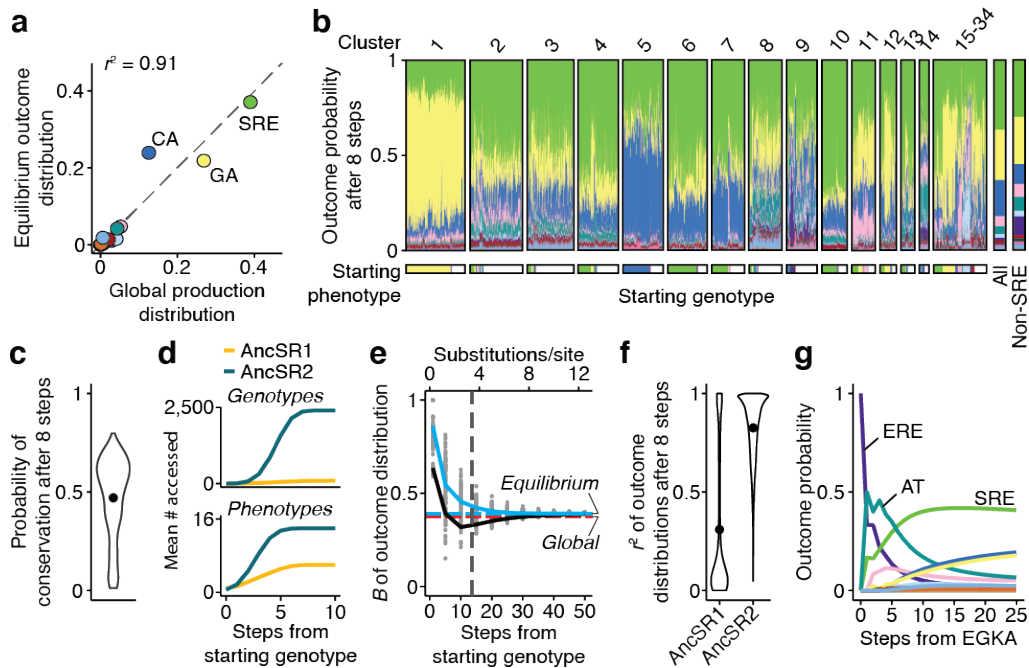 a
r² = 0.91
Equilibrium outcome
distribution
0.4
0.2
0
CA
SRE
GA
0
0.2
0.4
Global production
distribution
b
Cluster
1
2
3
4
5
6
7
8
9
10
11
12
13
14
15-34
Outcome probability
after 8 steps
1
0.5
0
Starting
phenotype
Starting genotype
All
Non-SRE
c
Probability of
conservation after 8 steps
1
0.5
0
d
AncSR1
AncSR2
Genotypes
2,500
0
Mean # accessed
Phenotypes
16
0
0
5
10
Steps from
starting genotype
e
Substitutions/site
0
4
8
12
B of outcome distribution
1
0.5
0
Equilibrium
Global
0
10
20
30
40
50
Steps from
starting genotype
f
r² of outcome
distributions after 8 steps
1
0.5
0
AncSR1
AncSR2
g
Outcome probability
1
0.5
0
ERE
AT
SRE
0
5
10
15
20
25
Steps from EGKA